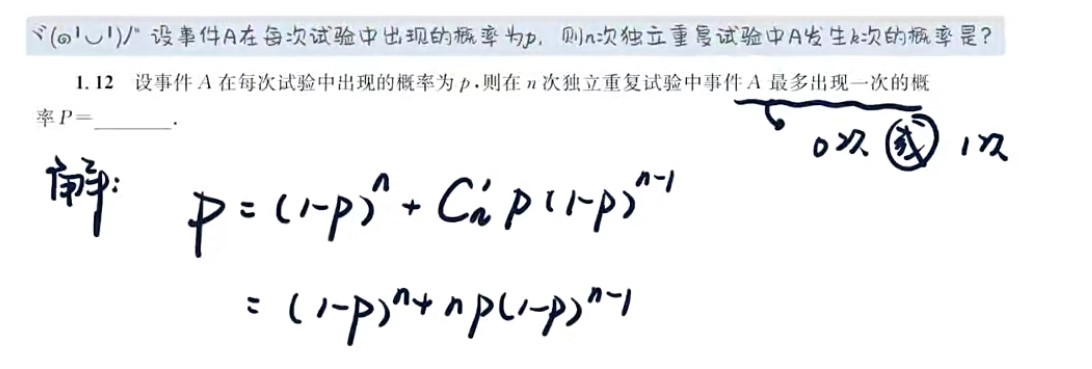 ヾ(๑╹◡╹)ﾉ" 设事件A在每次试验中出现的概率为p，则n次独立重复试验中A发生k次的概率是？
1.12 设事件 A 在每次试验中出现的概率为 p，则在 n 次独立重复试验中事件 A 最多出现一次的概
率 P=________.
0次 或 1次
解： P = (1-p)^n + C_n^1 p(1-p)^{n-1}
= (1-p)^n + np(1-p)^{n-1}